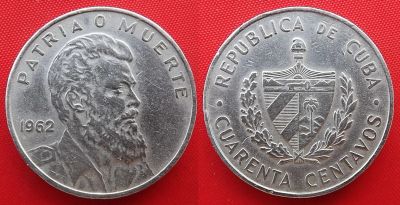 PATRIA O MUERTE
1962
REPUBLICA DE CUBA
CUARENTA CENTAVOS